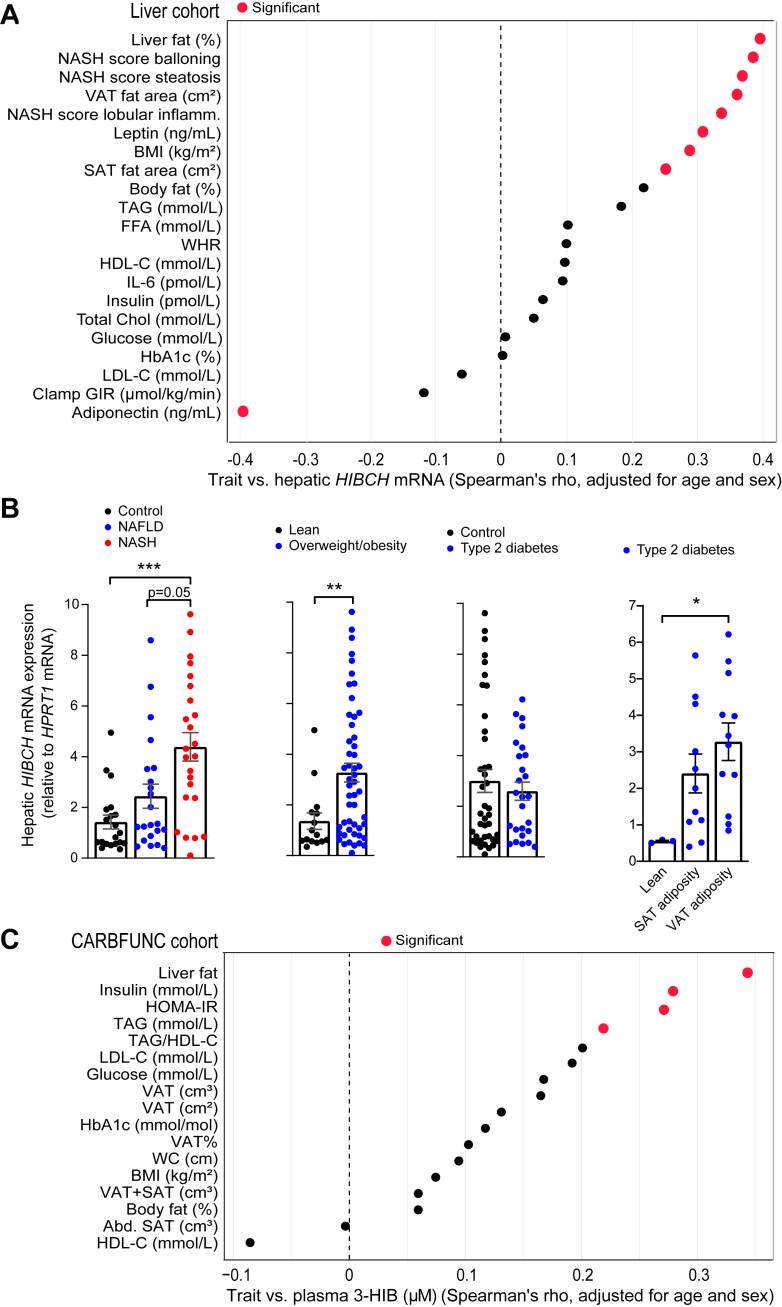 A
Liver cohort
Significant
Liver fat (%)
NASH score balloning
NASH score steatosis
VAT fat area (cm²)
NASH score lobular inflamm.
Leptin (ng/mL)
BMI (kg/m²)
SAT fat area (cm²)
Body fat (%)
TAG (mmol/L)
FFA (mmol/L)
WHR
HDL-C (mmol/L)
IL-6 (pmol/L)
Insulin (pmol/L)
Total Chol (mmol/L)
Glucose (mmol/L)
HbA1c (%)
LDL-C (mmol/L)
Clamp GIR (µmol/kg/min)
Adiponectin (ng/mL)
-0.4 -0.3 -0.2 -0.1 0 0.1 0.2 0.3 0.4
Trait vs. hepatic HIBCH mRNA (Spearman's rho, adjusted for age and sex)
B
Hepatic HIBCH mRNA expression
(relative to HPRT1 mRNA)
Control
NAFLD
NASH
***
p=0.05
10
8
6
4
2
0
Lean
Overweight/obesity
**
Control
Type 2 diabetes
Type 2 diabetes
*
7
6
5
4
3
2
1
0
Lean
SAT adiposity
VAT adiposity
C
CARBFUNC cohort
Significant
Liver fat
Insulin (mmol/L)
HOMA-IR
TAG (mmol/L)
TAG/HDL-C
LDL-C (mmol/L)
Glucose (mmol/L)
VAT (cm³)
VAT (cm²)
HbA1c (mmol/mol)
VAT%
WC (cm)
BMI (kg/m²)
VAT+SAT (cm³)
Body fat (%)
Abd. SAT (cm³)
HDL-C (mmol/L)
−0.1 0 0.1 0.2 0.3
Trait vs. plasma 3-HIB (µM) (Spearman's rho, adjusted for age and sex)